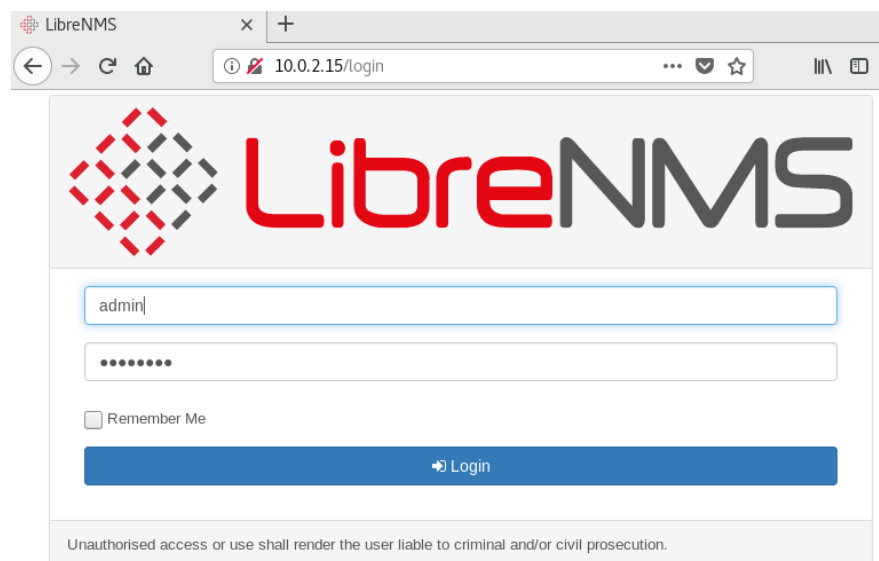 LibreNMS
10.0.2.15/login
LibreNMS
admin
Remember Me
Login
Unauthorised access or use shall render the user liable to criminal and/or civil prosecution.